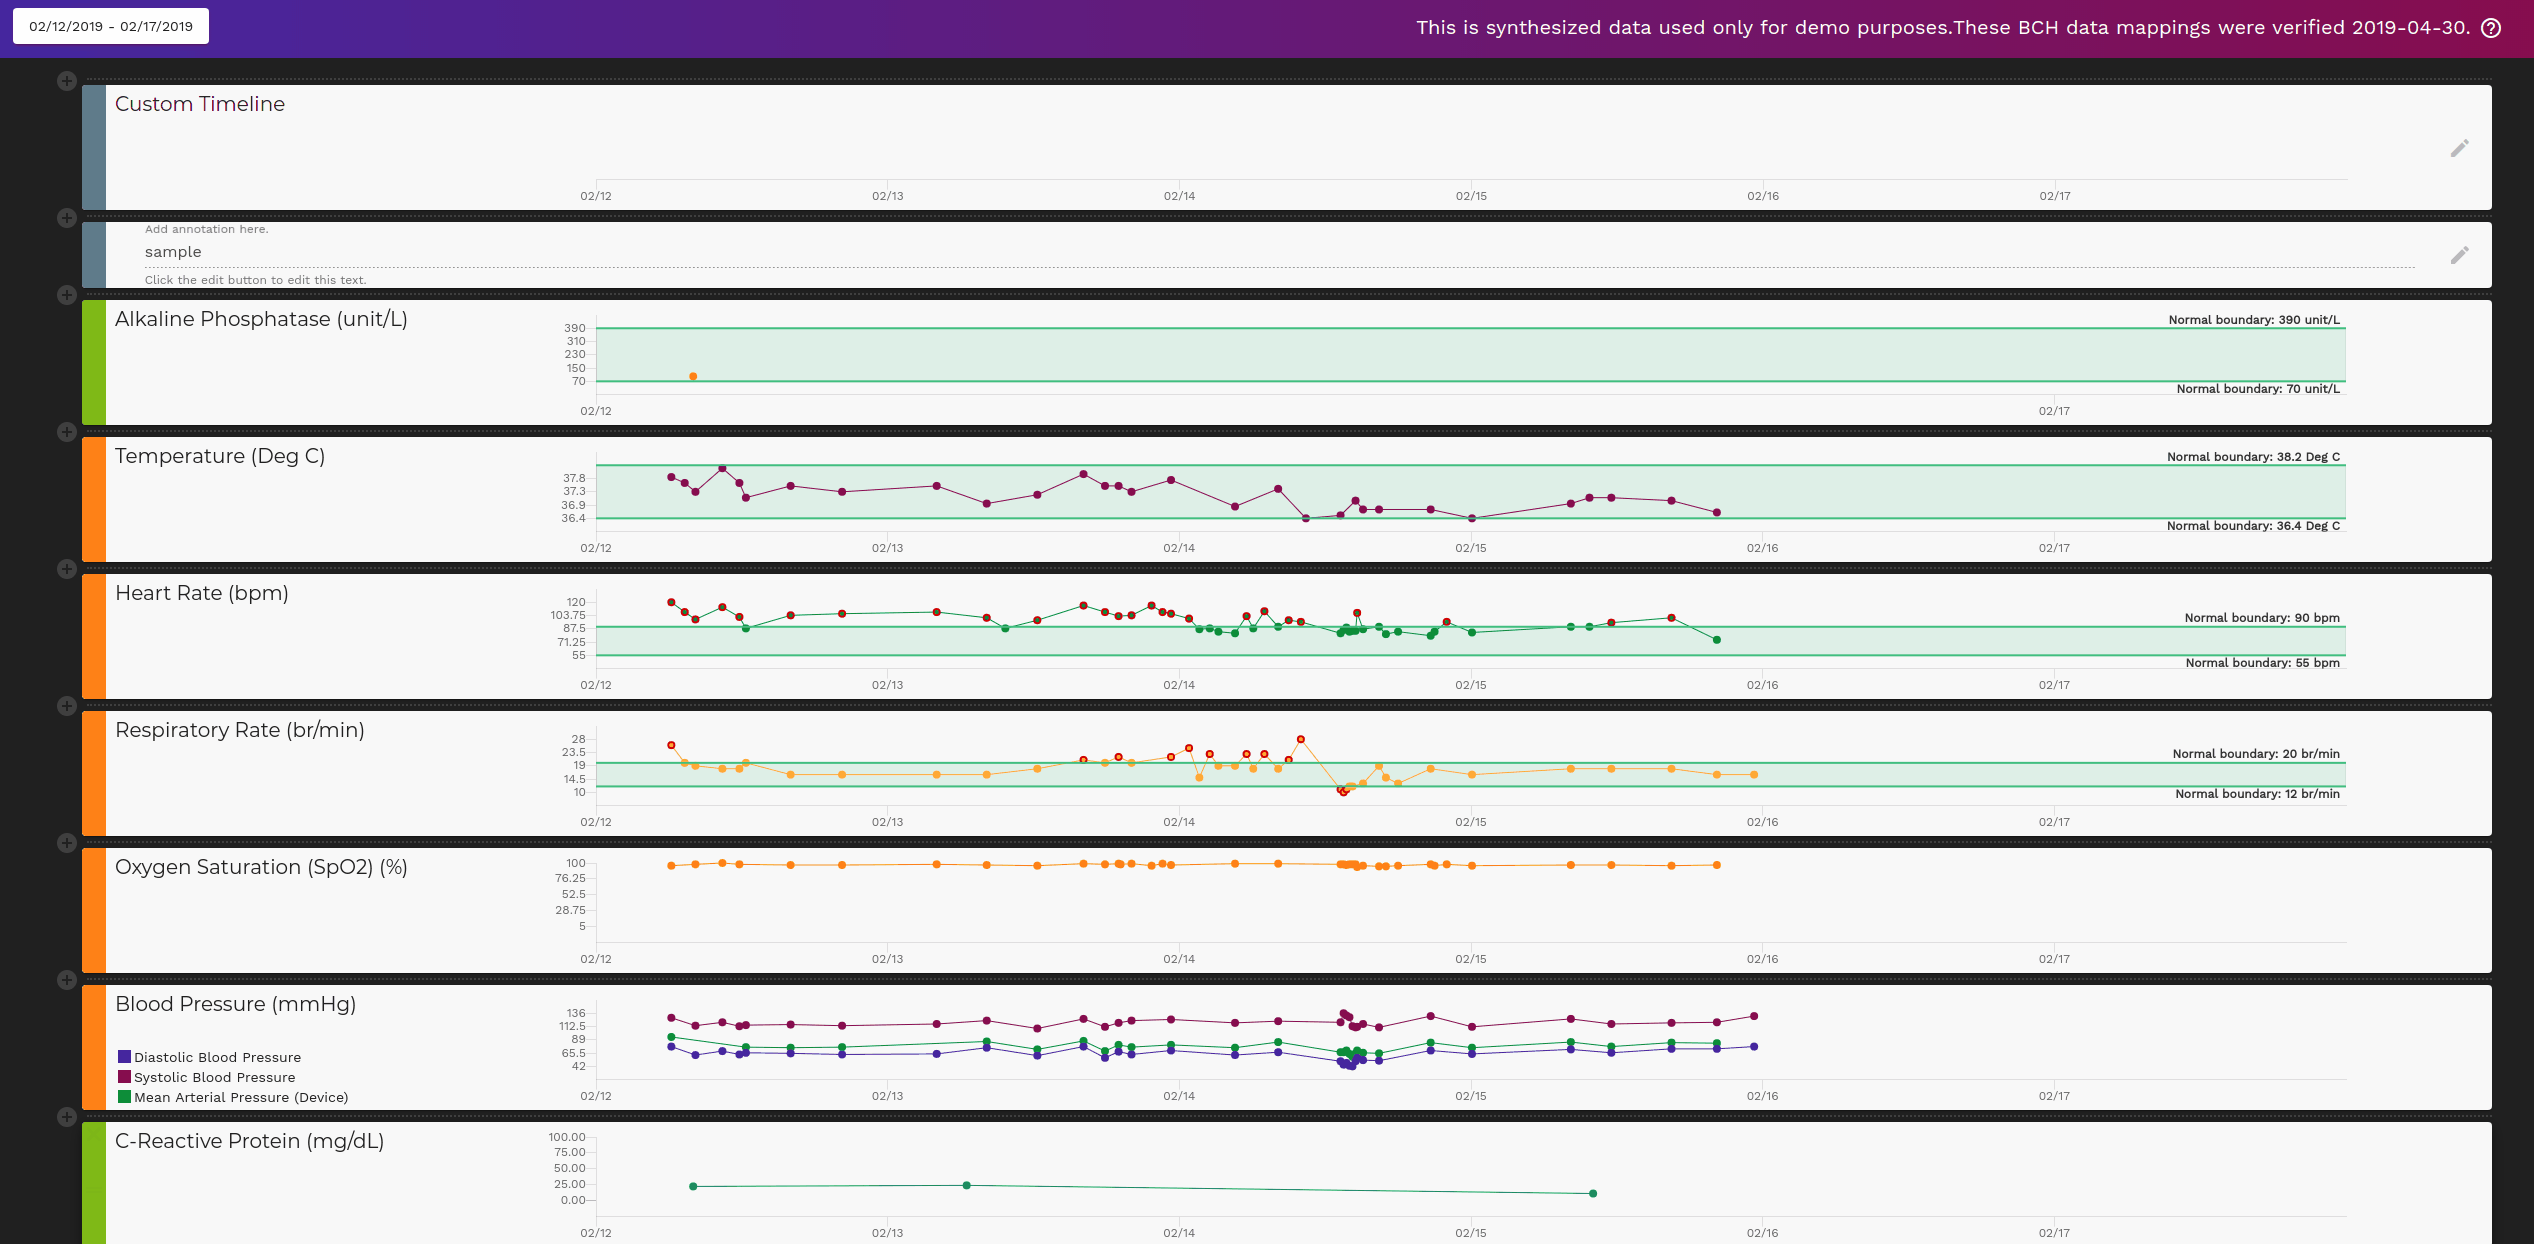 02/12/2019 - 02/17/2019
This is synthesized data used only for demo purposes.These BCH data mappings were verified 2019-04-30.
Custom Timeline
02/12 02/13 02/14 02/15 02/16 02/17
Add annotation here.
sample
Click the edit button to edit this text.
Alkaline Phosphatase (unit/L)
390
310
230
150
70
Normal boundary: 390 unit/L
Normal boundary: 70 unit/L
02/12 02/17
Temperature (Deg C)
37.8
37.3
36.9
36.4
Normal boundary: 38.2 Deg C
Normal boundary: 36.4 Deg C
02/12 02/13 02/14 02/15 02/16 02/17
Heart Rate (bpm)
120
103.75
87.5
71.25
55
Normal boundary: 90 bpm
Normal boundary: 55 bpm
02/12 02/13 02/14 02/15 02/16 02/17
Respiratory Rate (br/min)
28
23.5
19
14.5
10
Normal boundary: 20 br/min
Normal boundary: 12 br/min
02/12 02/13 02/14 02/15 02/16 02/17
Oxygen Saturation (SpO2) (%)
100
76.25
52.5
28.75
5
02/12 02/13 02/14 02/15 02/16 02/17
Blood Pressure (mmHg)
Diastolic Blood Pressure
Systolic Blood Pressure
Mean Arterial Pressure (Device)
136
112.5
89
65.5
42
02/12 02/13 02/14 02/15 02/16 02/17
C-Reactive Protein (mg/dL)
100.00
75.00
50.00
25.00
0.00
02/12 02/13 02/14 02/15 02/16 02/17